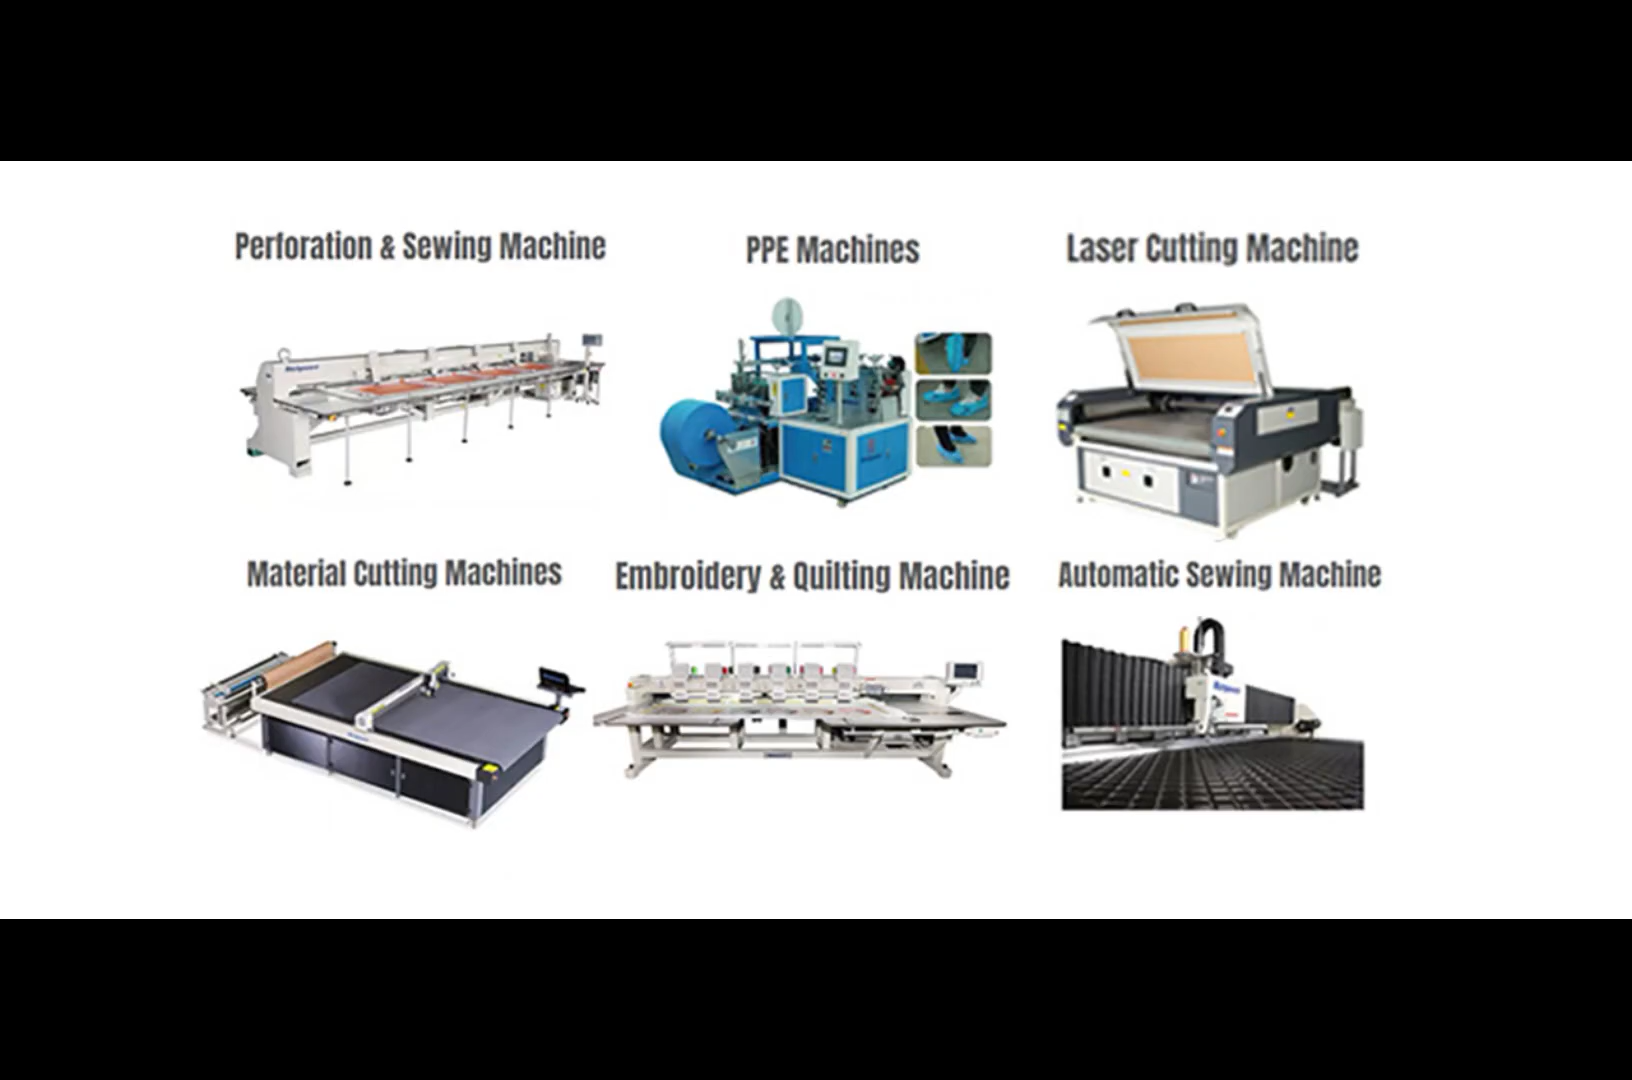 Perforation & Sewing Machine
PPE Machines
Laser Cutting Machine
Material Cutting Machines
Embroidery & Quilting Machine
Automatic Sewing Machine